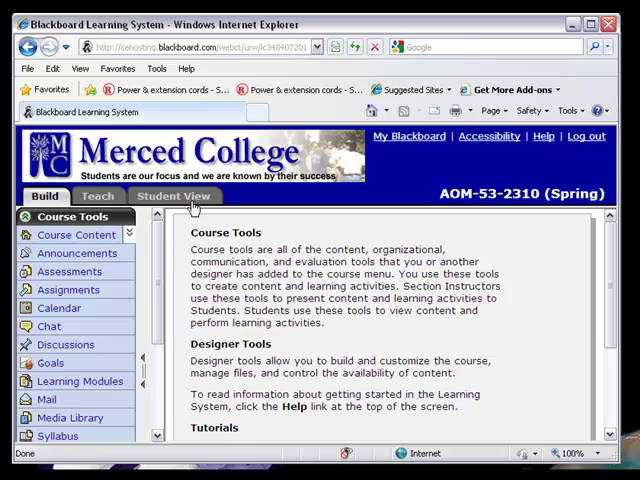 Blackboard Learning System - Windows Internet Explorer
http://cehosting.blackboard.com/webct/urw/lc348407201
Google
File Edit View Favorites Tools Help
Favorites Power & extension cords - S... Power & extension cords - S... Suggested Sites Get More Add-ons
Blackboard Learning System
Page Safety Tools
MC
Merced College
Students are our focus and we are known by their success
My Blackboard Accessibility Help Log out
Build Teach Student View
AOM-53-2310 (Spring)
Course Tools
Course Content
Announcements
Assessments
Assignments
Calendar
Chat
Discussions
Goals
Learning Modules
Mail
Media Library
Syllabus
Course Tools
Course tools are all of the content, organizational,
communication, and evaluation tools that you or another
designer has added to the course menu. You use these tools
to create content and learning activities. Section Instructors
use these tools to present content and learning activities to
Students. Students use these tools to view content and
perform learning activities.
Designer Tools
Designer tools allow you to build and customize the course,
manage files, and control the availability of content.
To read information about getting started in the Learning
System, click the Help link at the top of the screen.
Tutorials
Done
Internet
100%